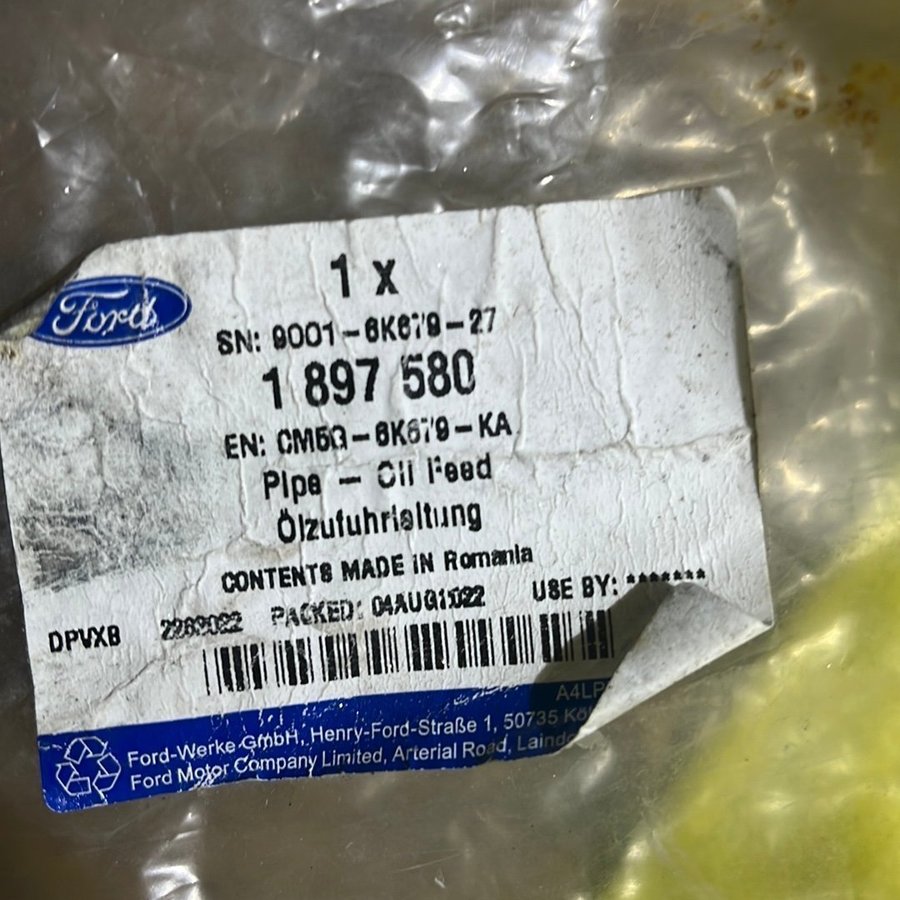 Ford
1 x
SN: 9001-6K679-27
1 897 580
EN: CM5G-6K679-KA
Pipe - Oil Feed
Ölzufuhrleitung
CONTENTS MADE IN Romania
DPVXB PACKED: USE BY: *******
A4LP
Ford-Werke GmbH, Henry-Ford-Straße 1, 50735
Ford Motor Company Limited, Arterial Road,